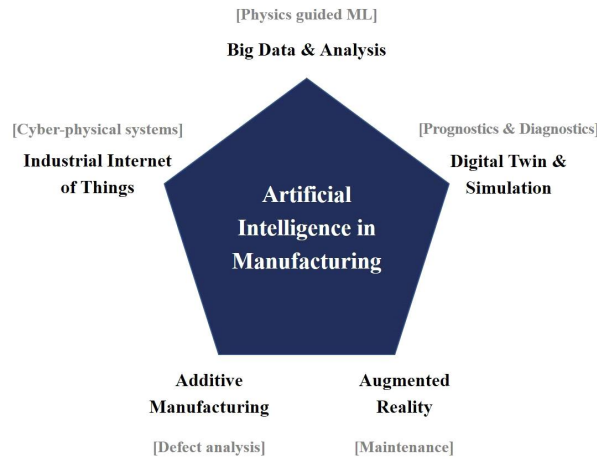 [Physics guided ML]
Big Data & Analysis
[Cyber-physical systems]
Industrial Internet
of Things
[Prognostics & Diagnostics]
Digital Twin &
Simulation
Artificial
Intelligence in
Manufacturing
Additive
Manufacturing
[Defect analysis]
Augmented
Reality
[Maintenance]